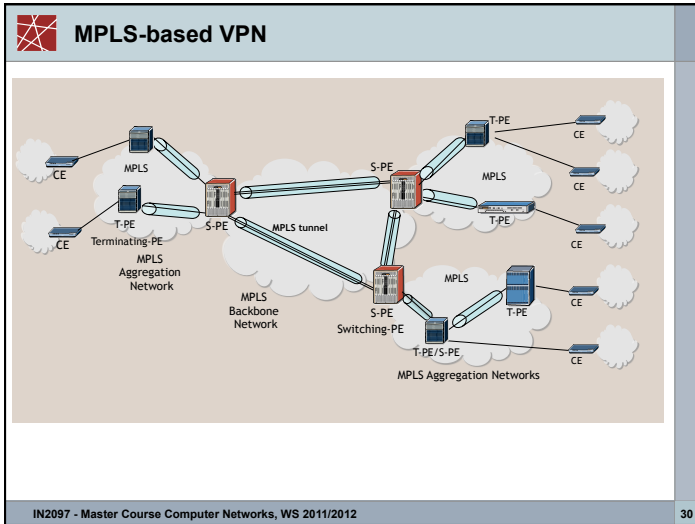 MPLS-based VPN
T-PE
CE
S-PE
MPLS
CE
MPLS
CE
T-PE
S-PE
T-PE
CE
CE
Terminating-PE
MPLS tunnel
MPLS
Aggregation
Network
MPLS
MPLS
Backbone
Network
S-PE
Switching-PE
T-PE
CE
T-PE/S-PE
CE
MPLS Aggregation Networks
IN2097 - Master Course Computer Networks, WS 2011/2012
30